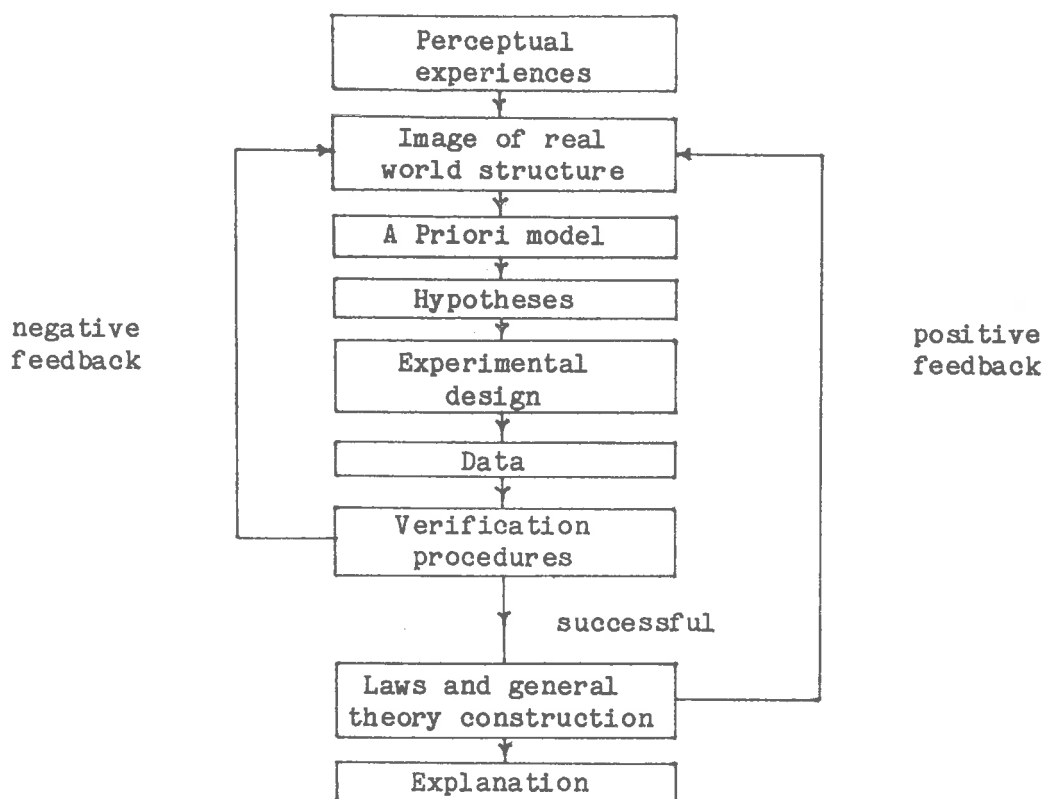 Perceptual
experiences
Image of real
world structure
A Priori model
Hypotheses
negative
feedback
positive
feedback
Experimental
design
Data
Verification
procedures
successful
Laws and general
theory construction
Explanation